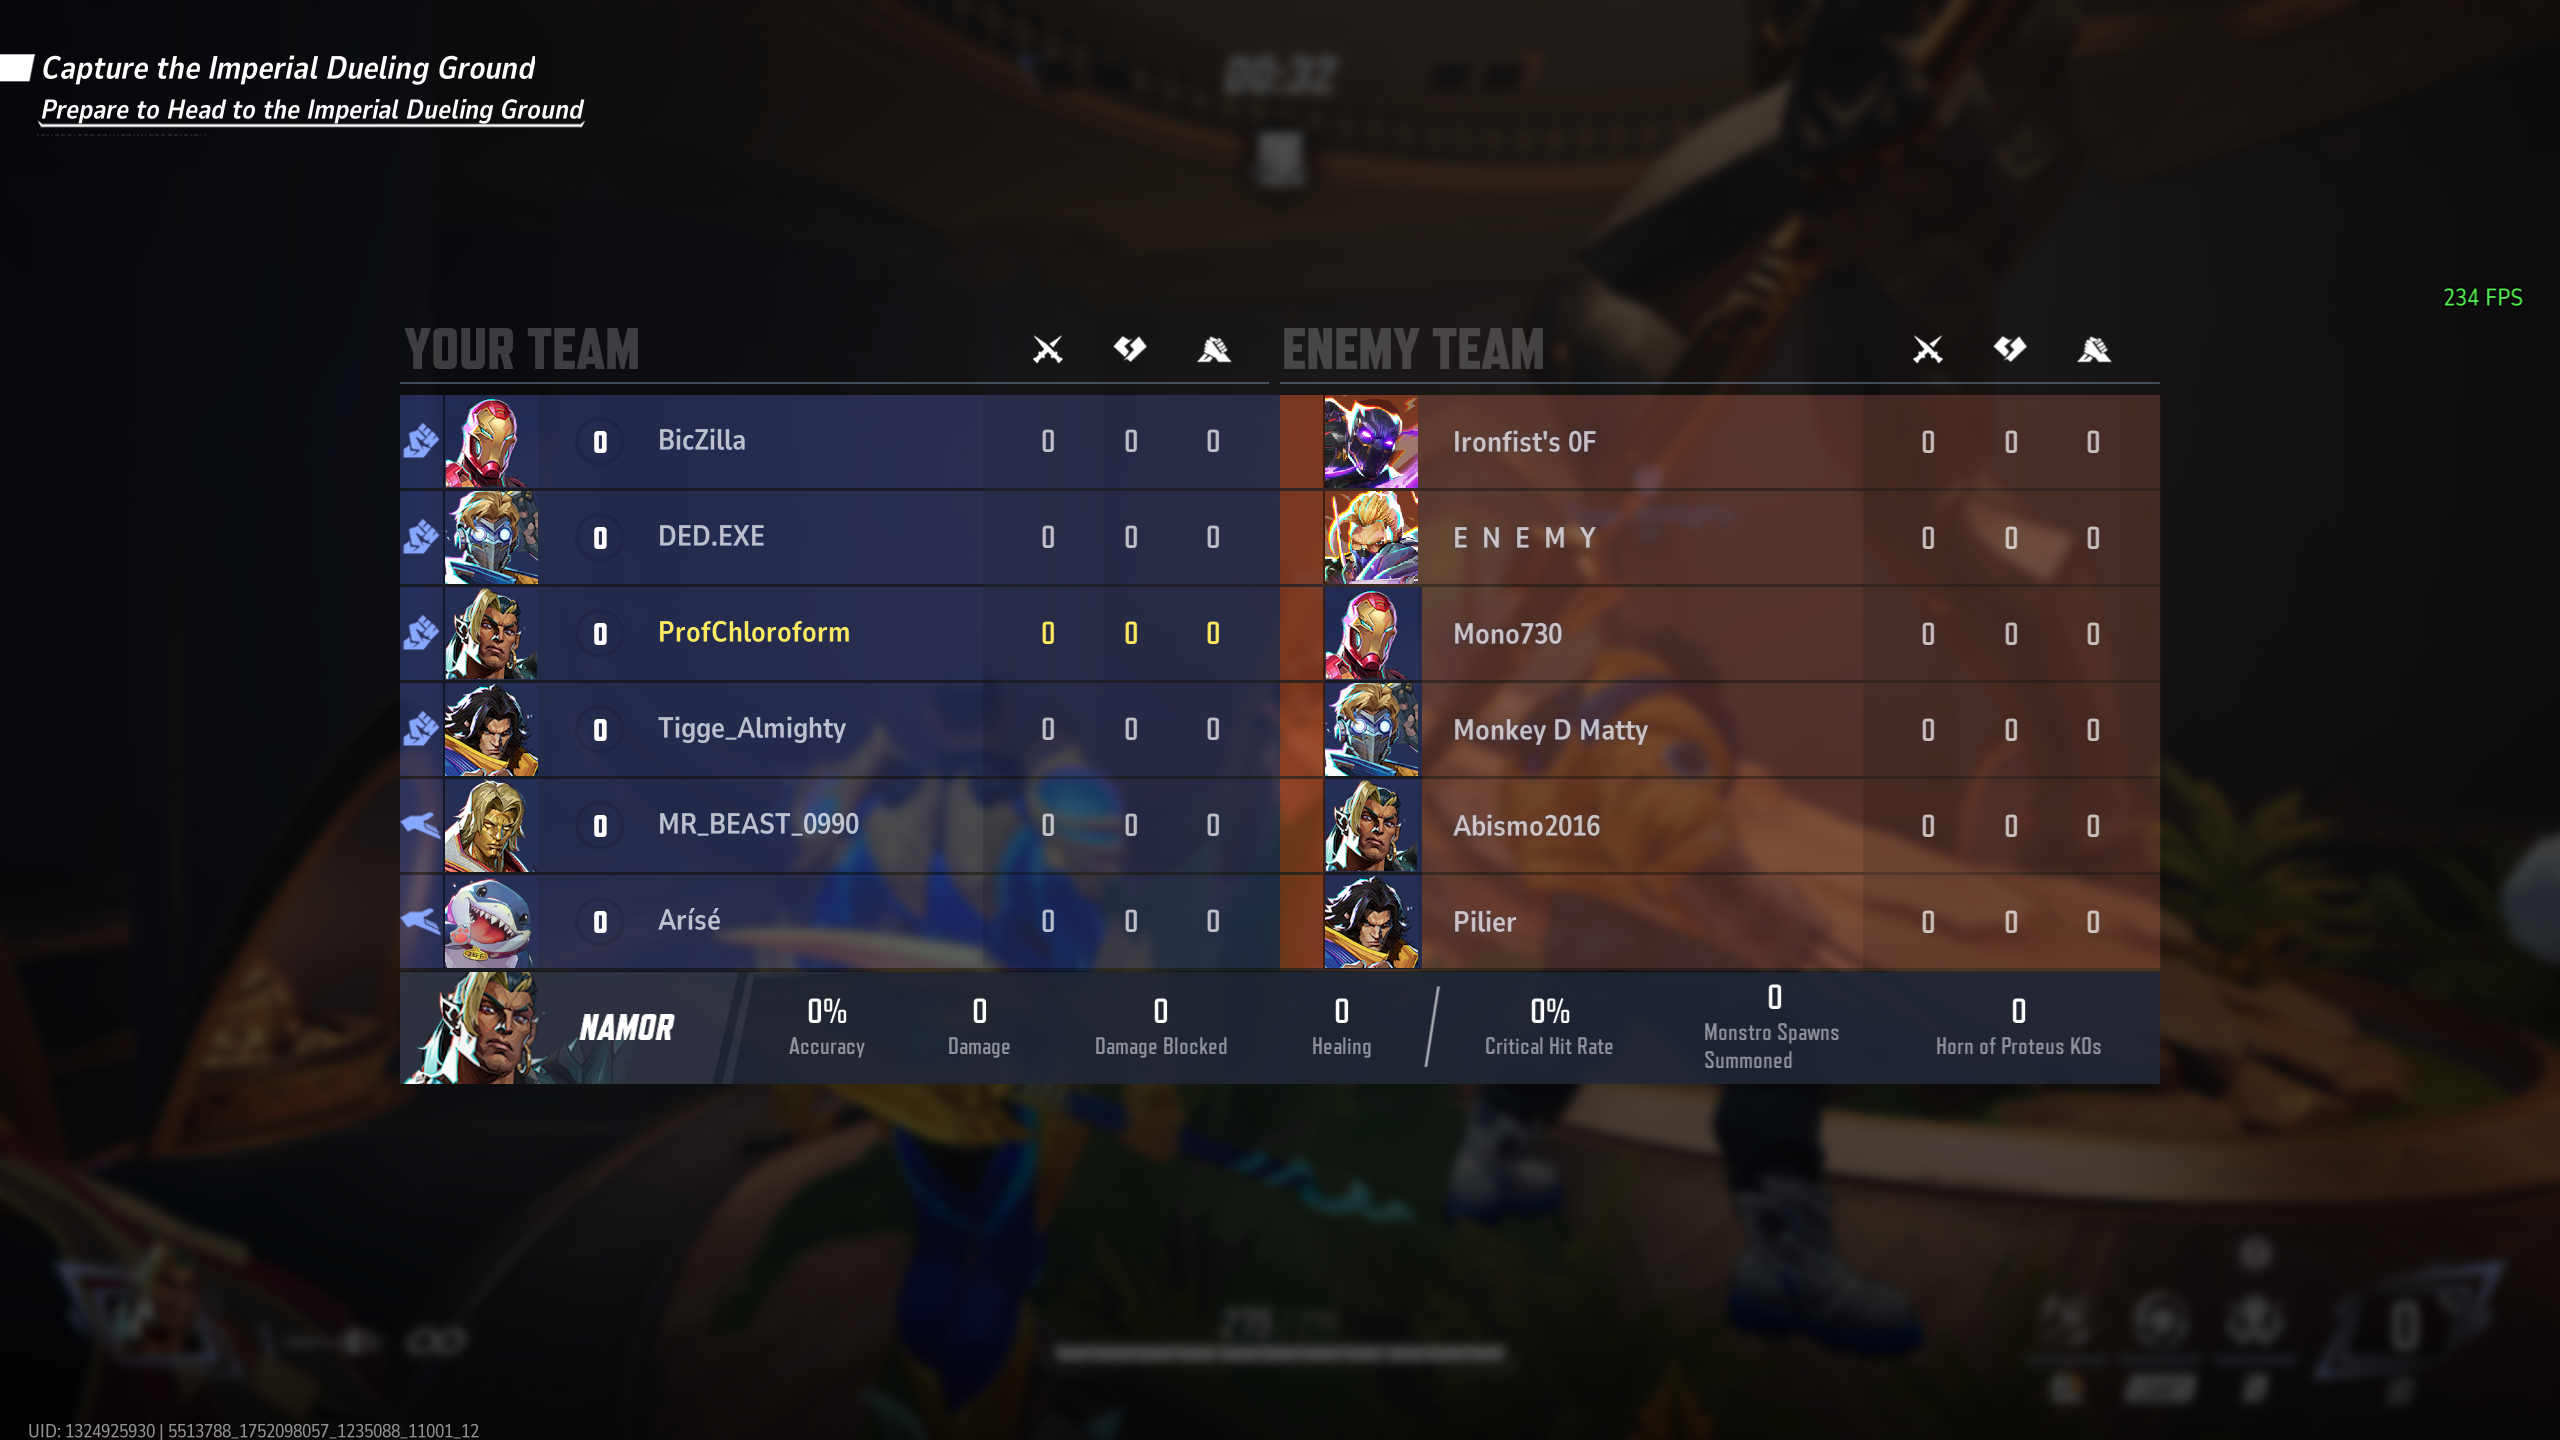 Capture the Imperial Dueling Ground
Prepare to Head to the Imperial Dueling Ground
00:32
234 FPS
YOUR TEAM
0 BicZilla 0 0 0
0 DED.EXE 0 0 0
0 ProfChloroform 0 0 0
0 Tigge_Almighty 0 0 0
0 MR_BEAST_0990 0 0 0
0 Arísé 0 0 0
ENEMY TEAM
Ironfist's 0F 0 0 0
E N E M Y 0 0 0
Mono730 0 0 0
Monkey D Matty 0 0 0
Abismo2016 0 0 0
Pilier 0 0 0
NAMOR
0%
Accuracy
0
Damage
0
Damage Blocked
0
Healing
0%
Critical Hit Rate
0
Monstro Spawns
Summoned
0
Horn of Proteus KOs
0
UID: 1324925930 | 5513788_1752098057_1235088_11001_12